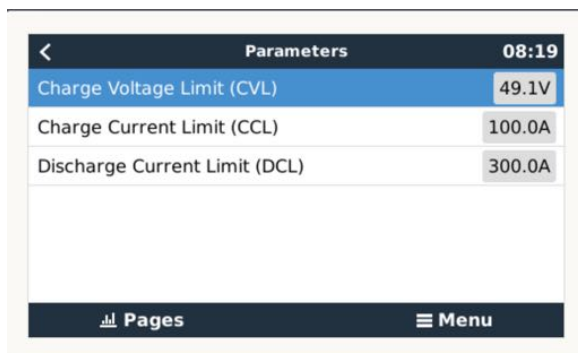 Parameters 08:19
Charge Voltage Limit (CVL) 49.1V
Charge Current Limit (CCL) 100.0A
Discharge Current Limit (DCL) 300.0A
Pages Menu